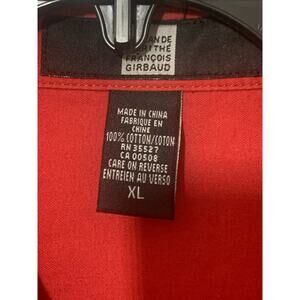 FRANÇOIS
GIRBAUD
MADE IN CHINA
FABRIQUE EN
CHINE
100% COTTON/COTON
RN 35527
CA 00508
CARE ON REVERSE
ENTREIEN AU VERSO
XL